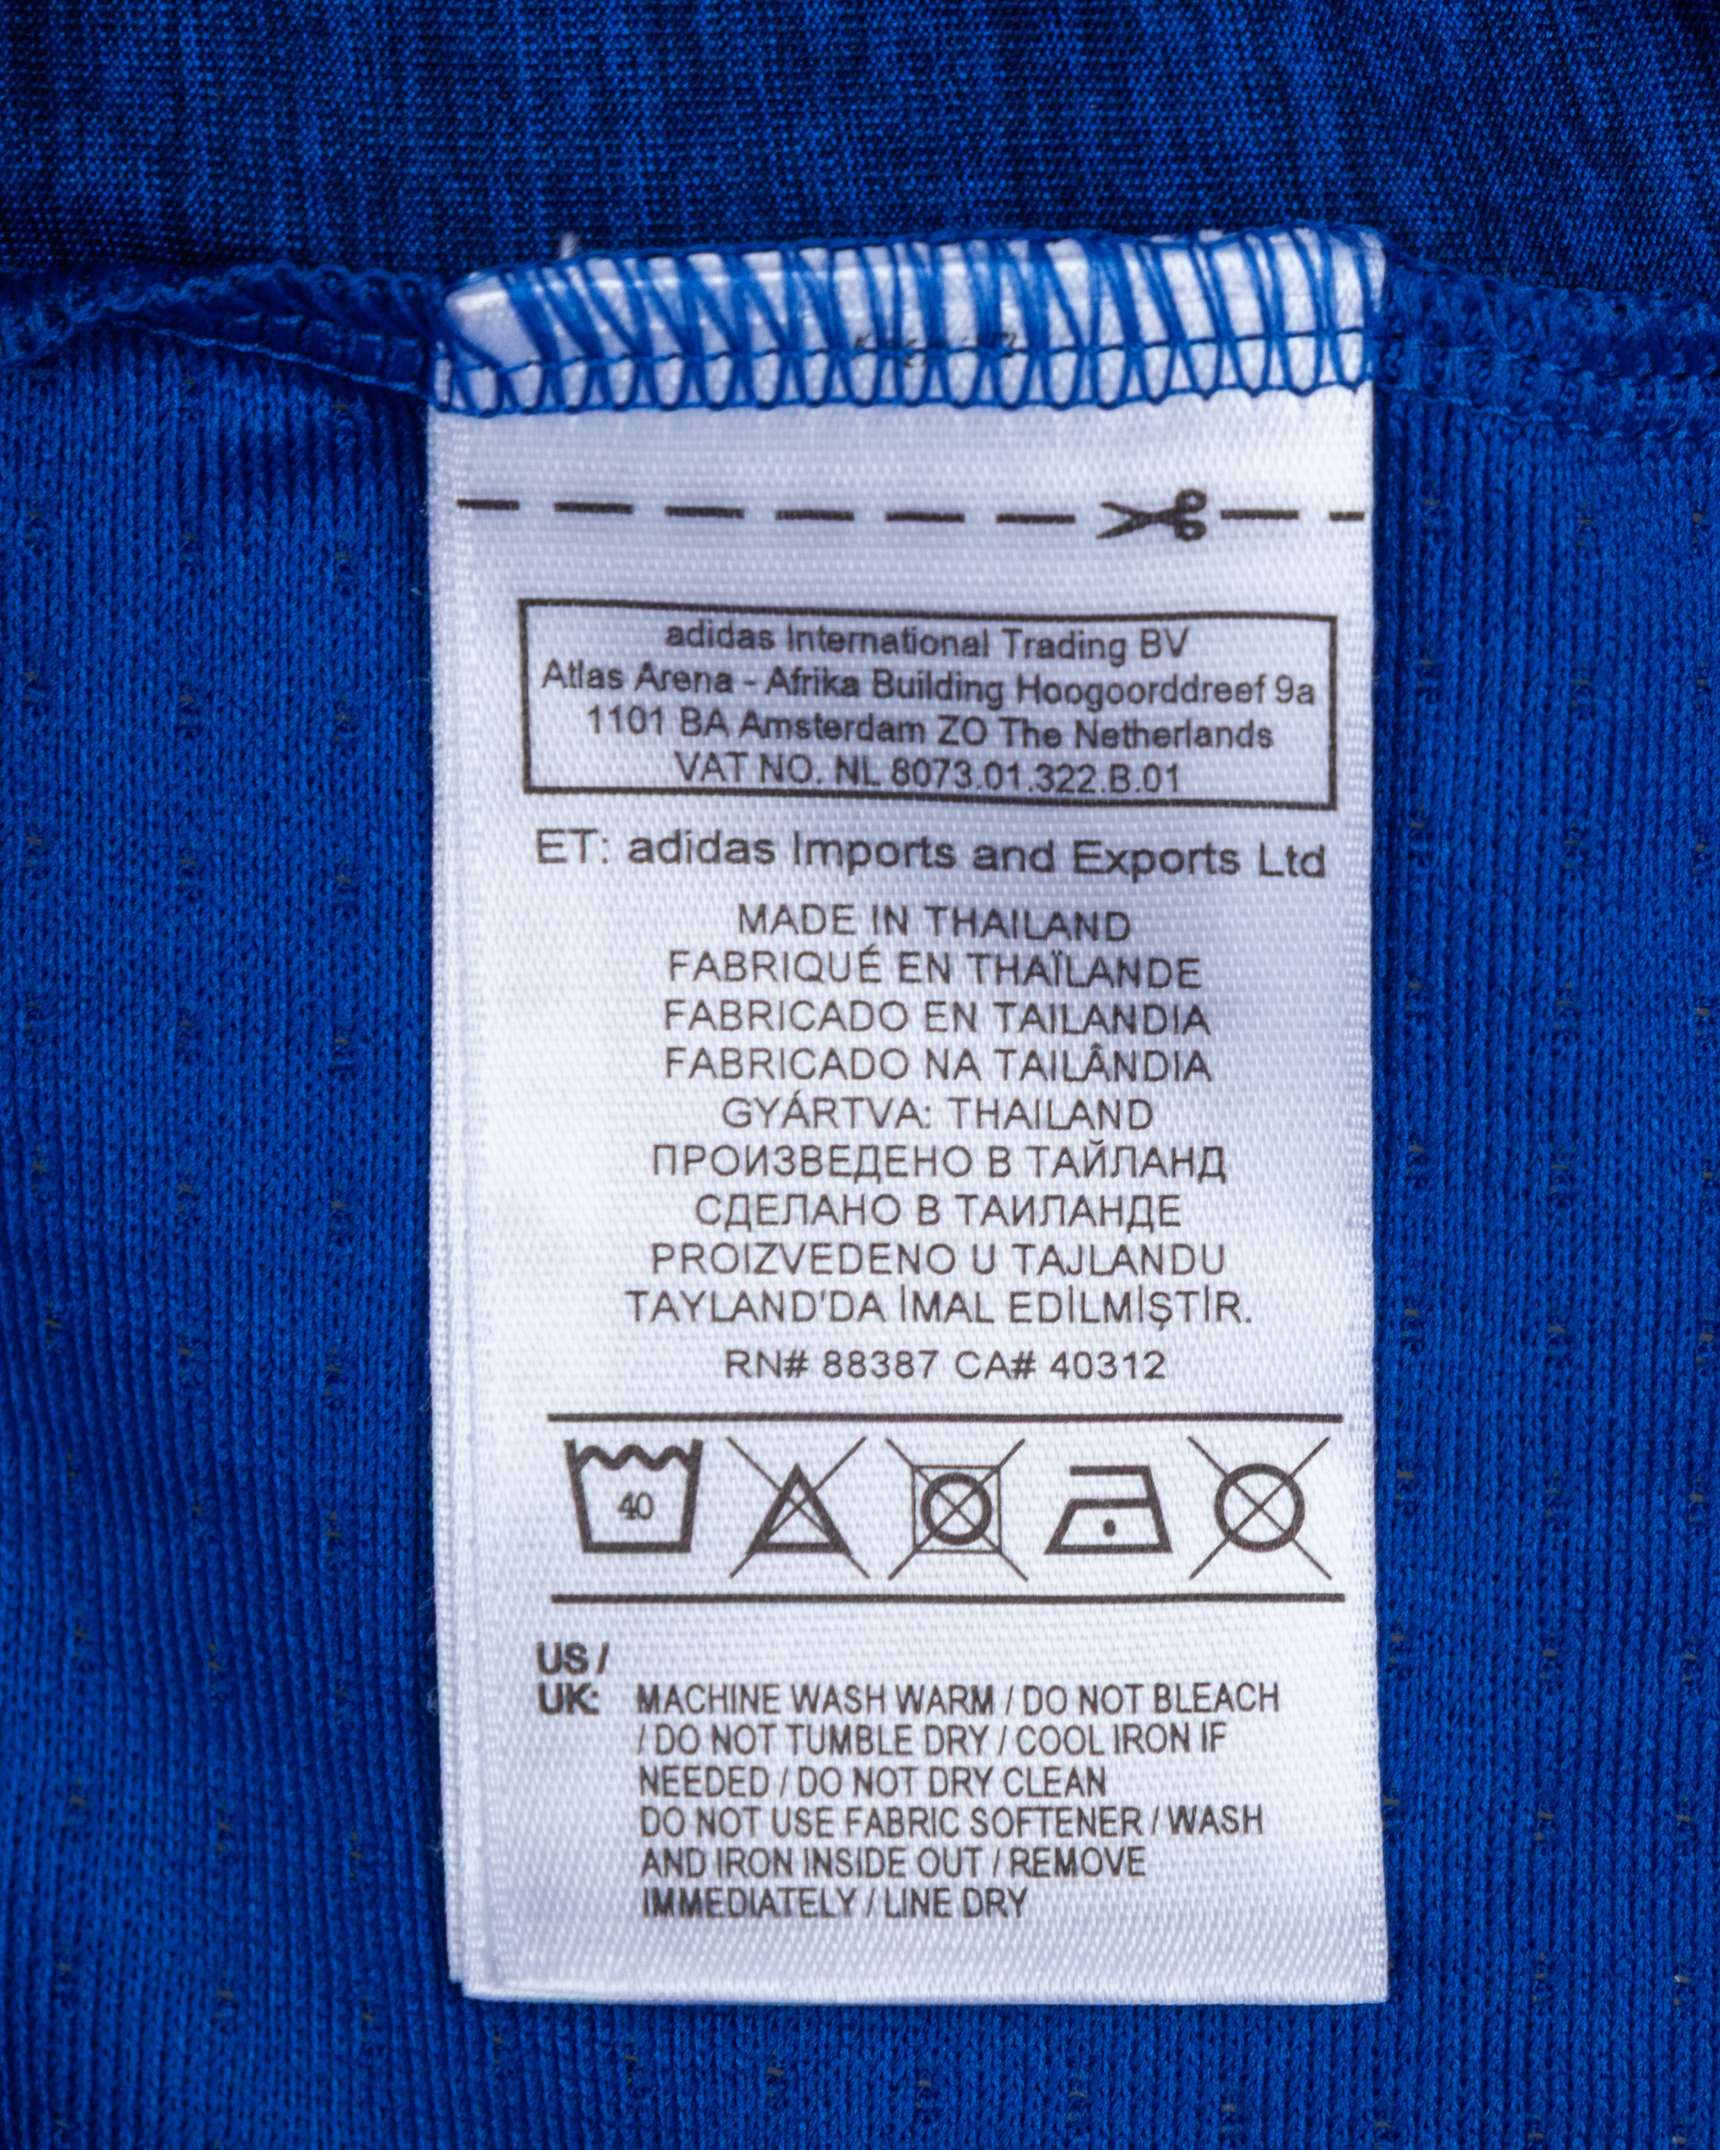 adidas International Trading BV
Atlas Arena - Afrika Building Hoogoorddreef 9a
1101 BA Amsterdam ZO The Netherlands
VAT NO. NL 8073.01.322.B.01
ET: adidas Imports and Exports Ltd
MADE IN THAILAND
FABRIQUÉ EN THAÏLANDE
FABRICADO EN TAILANDIA
FABRICADO NA TAILÂNDIA
GYÁRTVA: THAILAND
ПРОИЗВЕДЕНО В ТАЙЛАНД
СДЕЛАНО В ТАИЛАНДЕ
PROIZVEDENO U TAJLANDU
TAYLAND'DA İMAL EDİLMİŞTİR.
RN# 88387 CA# 40312
40
US /
UK: MACHINE WASH WARM / DO NOT BLEACH
/ DO NOT TUMBLE DRY / COOL IRON IF
NEEDED / DO NOT DRY CLEAN
DO NOT USE FABRIC SOFTENER / WASH
AND IRON INSIDE OUT / REMOVE
IMMEDIATELY / LINE DRY